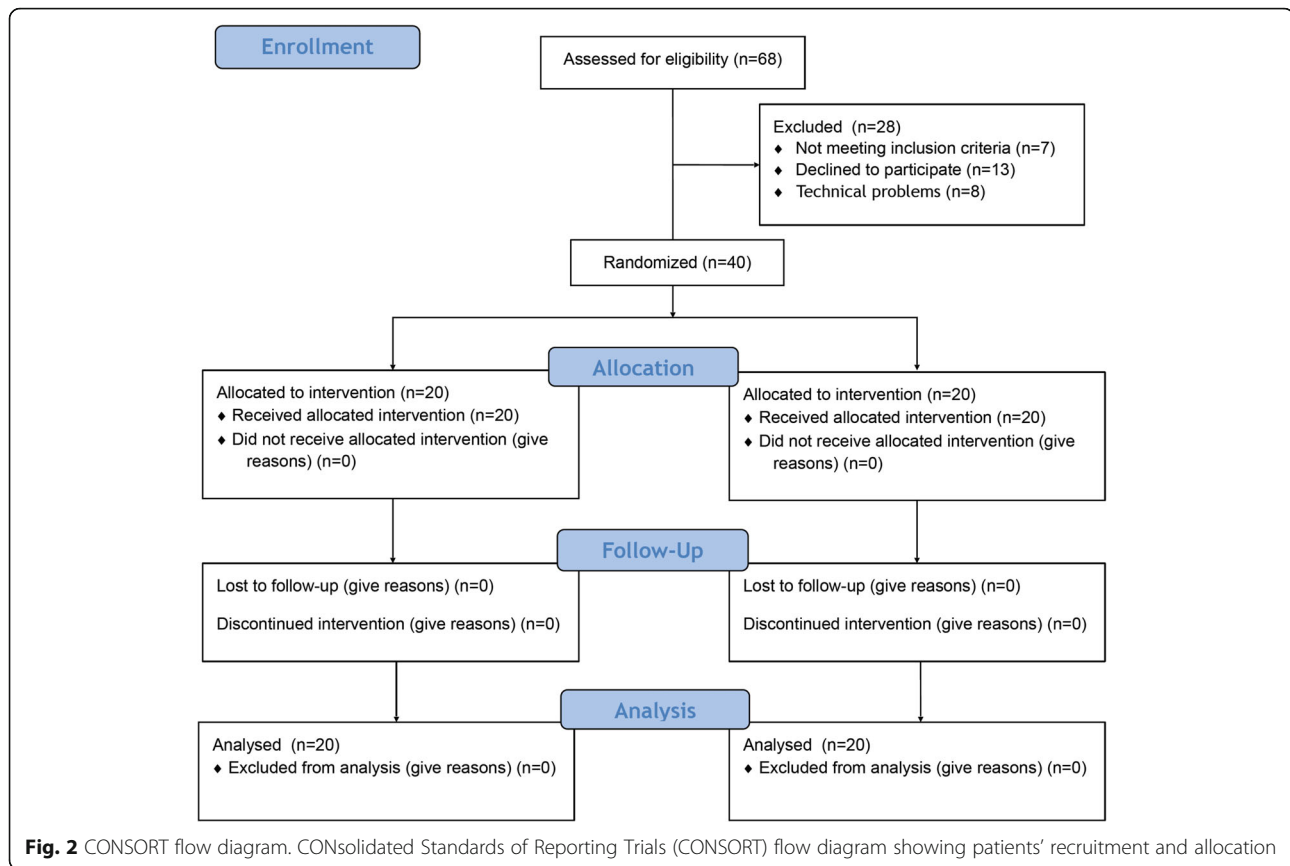 Enrollment
Assessed for eligibility (n=68)
Excluded (n=28)
♦ Not meeting inclusion criteria (n=7)
♦ Declined to participate (n=13)
♦ Technical problems (n=8)
Randomized (n=40)
Allocation
Allocated to intervention (n=20)
♦ Received allocated intervention (n=20)
♦ Did not receive allocated intervention (give
reasons) (n=0)
Allocated to intervention (n=20)
♦ Received allocated intervention (n=20)
♦ Did not receive allocated intervention (give
reasons) (n=0)
Follow-Up
Lost to follow-up (give reasons) (n=0)
Discontinued intervention (give reasons) (n=0)
Lost to follow-up (give reasons) (n=0)
Discontinued intervention (give reasons) (n=0)
Analysis
Analysed (n=20)
♦ Excluded from analysis (give reasons) (n=0)
Analysed (n=20)
♦ Excluded from analysis (give reasons) (n=0)
Fig. 2 CONSORT flow diagram. CONsolidated Standards of Reporting Trials (CONSORT) flow diagram showing patients' recruitment and allocation